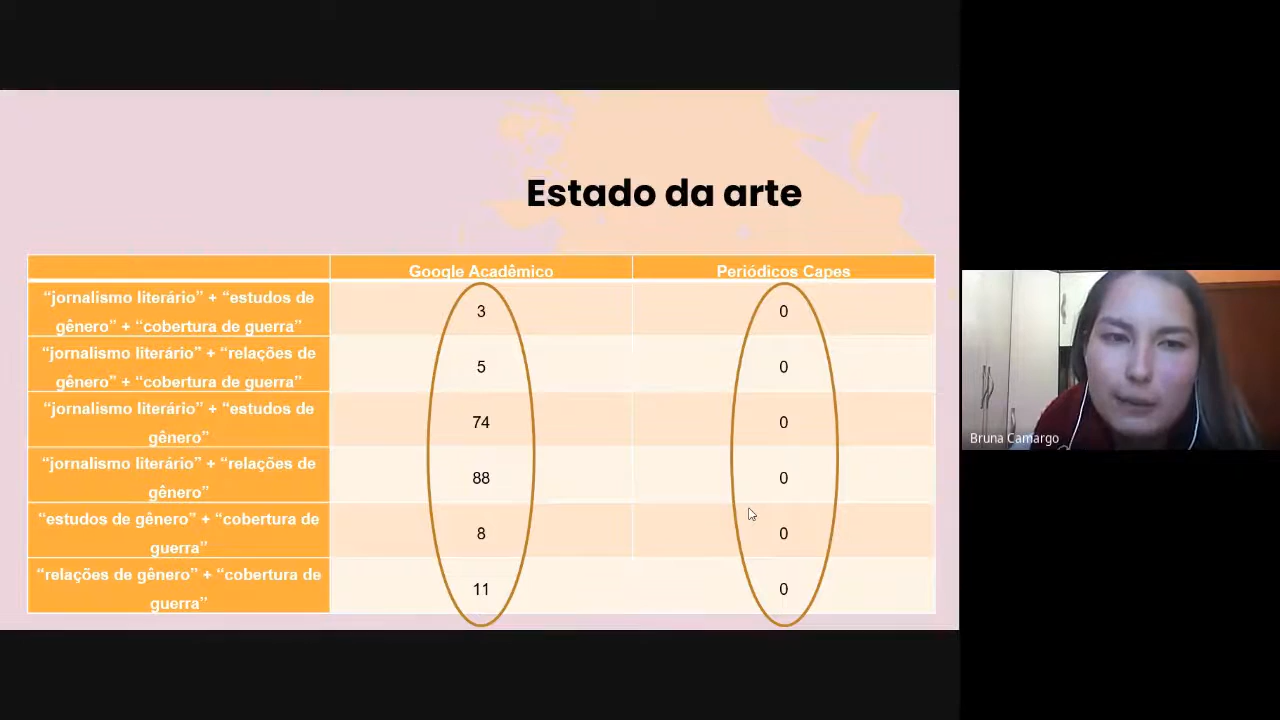 Estado da arte
Google Acadêmico Periódicos Capes
“jornalismo literário” + “estudos de
gênero” + “cobertura de guerra”
3 0
“jornalismo literário” + “relações de
gênero” + “cobertura de guerra”
5 0
“jornalismo literário” + “estudos de
gênero”
74 0
“jornalismo literário” + “relações de
gênero”
88 0
“estudos de gênero” + “cobertura de
guerra”
8 0
“relações de gênero” + “cobertura de
guerra”
11 0
Bruna Camargo